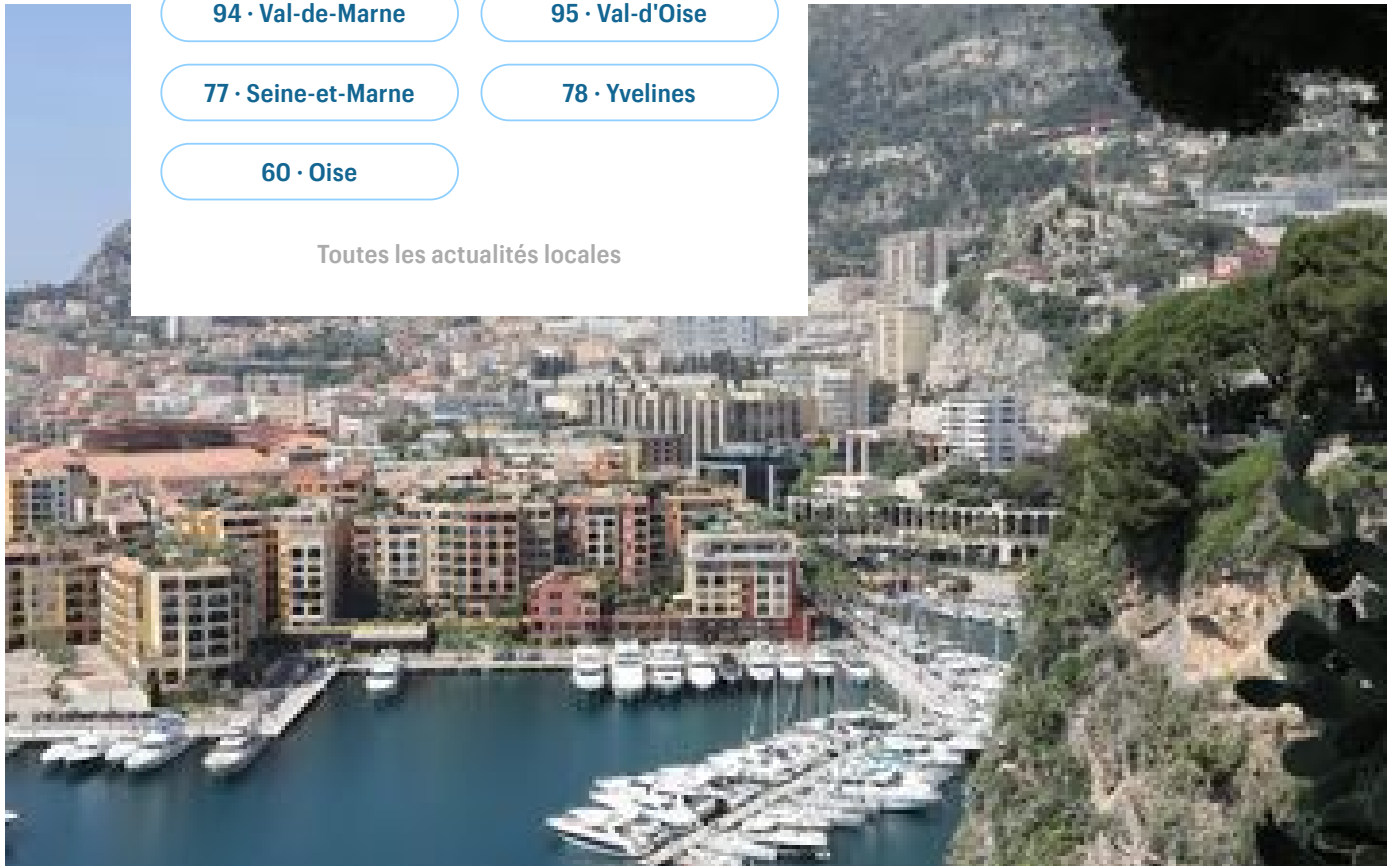 94 · Val-de-Marne
95 · Val-d'Oise
77 · Seine-et-Marne
78 · Yvelines
60 · Oise
Toutes les actualités locales